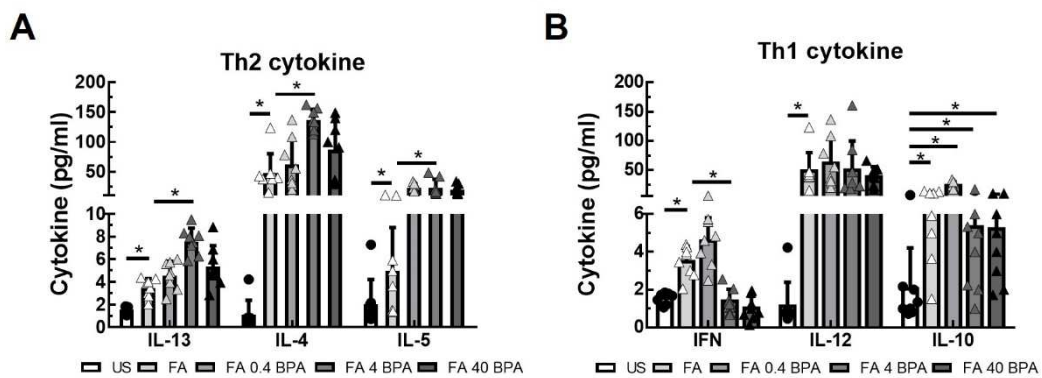 A
Th2 cytokine
Cytokine (pg/ml)
200
150
100
50
10
8
6
4
2
0
*
*
*
*
*
*
IL-13
IL-4
IL-5
US FA FA 0.4 BPA FA 4 BPA FA 40 BPA
B
Th1 cytokine
Cytokine (pg/ml)
200
150
100
50
6
4
2
0
*
*
*
*
*
*
*
IFN
IL-12
IL-10
US FA FA 0.4 BPA FA 4 BPA FA 40 BPA